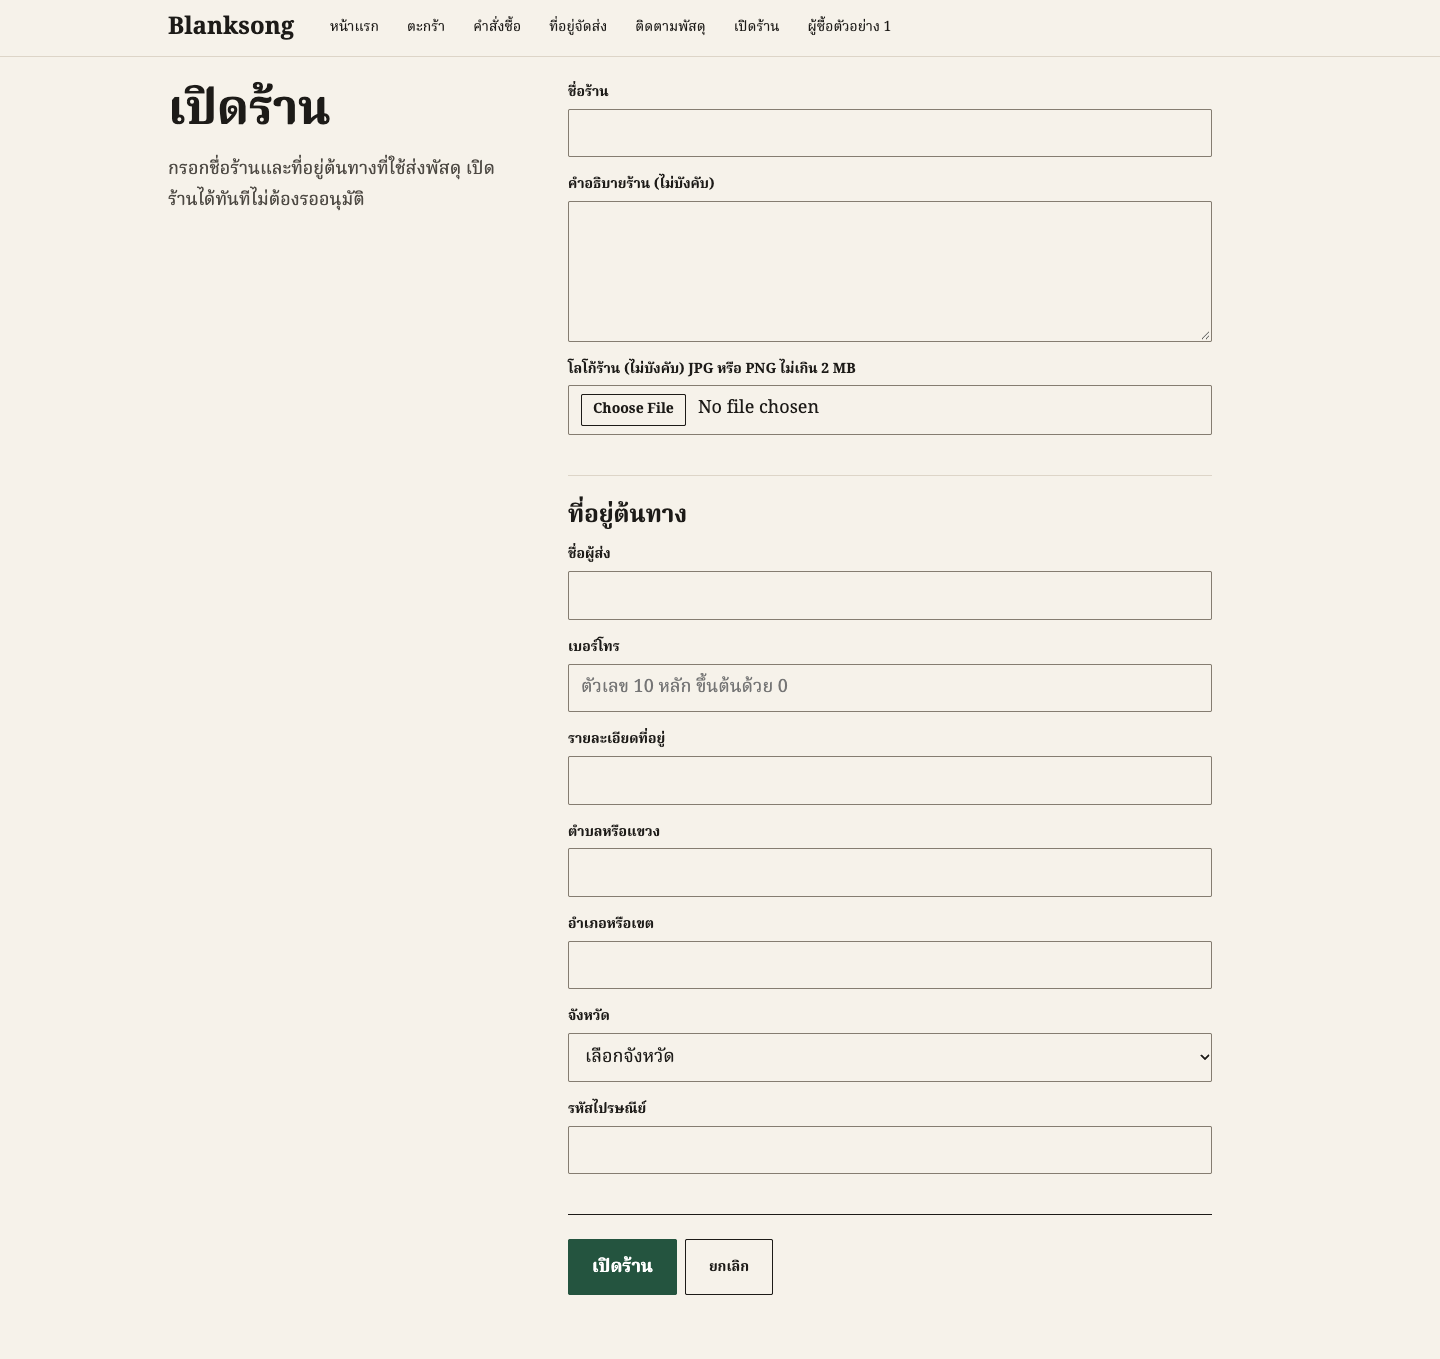 Blanksong หน้าแรก ตะกร้า คำสั่งซื้อ ที่อยู่จัดส่ง ติดตามพัสดุ เปิดร้าน ผู้ซื้อตัวอย่าง 1
เปิดร้าน
กรอกชื่อร้านและที่อยู่ต้นทางที่ใช้ส่งพัสดุ เปิด
ร้านได้ทันทีไม่ต้องรออนุมัติ
ชื่อร้าน
คำอธิบายร้าน (ไม่บังคับ)
โลโก้ร้าน (ไม่บังคับ) JPG หรือ PNG ไม่เกิน 2 MB
Choose File No file chosen
ที่อยู่ต้นทาง
ชื่อผู้ส่ง
เบอร์โทร
ตัวเลข 10 หลัก ขึ้นต้นด้วย 0
รายละเอียดที่อยู่
ตำบลหรือแขวง
อำเภอหรือเขต
จังหวัด
เลือกจังหวัด
รหัสไปรษณีย์
เปิดร้าน ยกเลิก